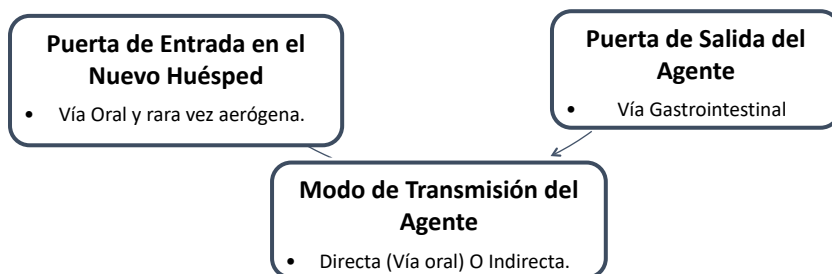 Puerta de Entrada en el
Nuevo Huésped
• Vía Oral y rara vez aerógena.
Puerta de Salida del
Agente
• Vía Gastrointestinal
Modo de Transmisión del
Agente
• Directa (Vía oral) O Indirecta.